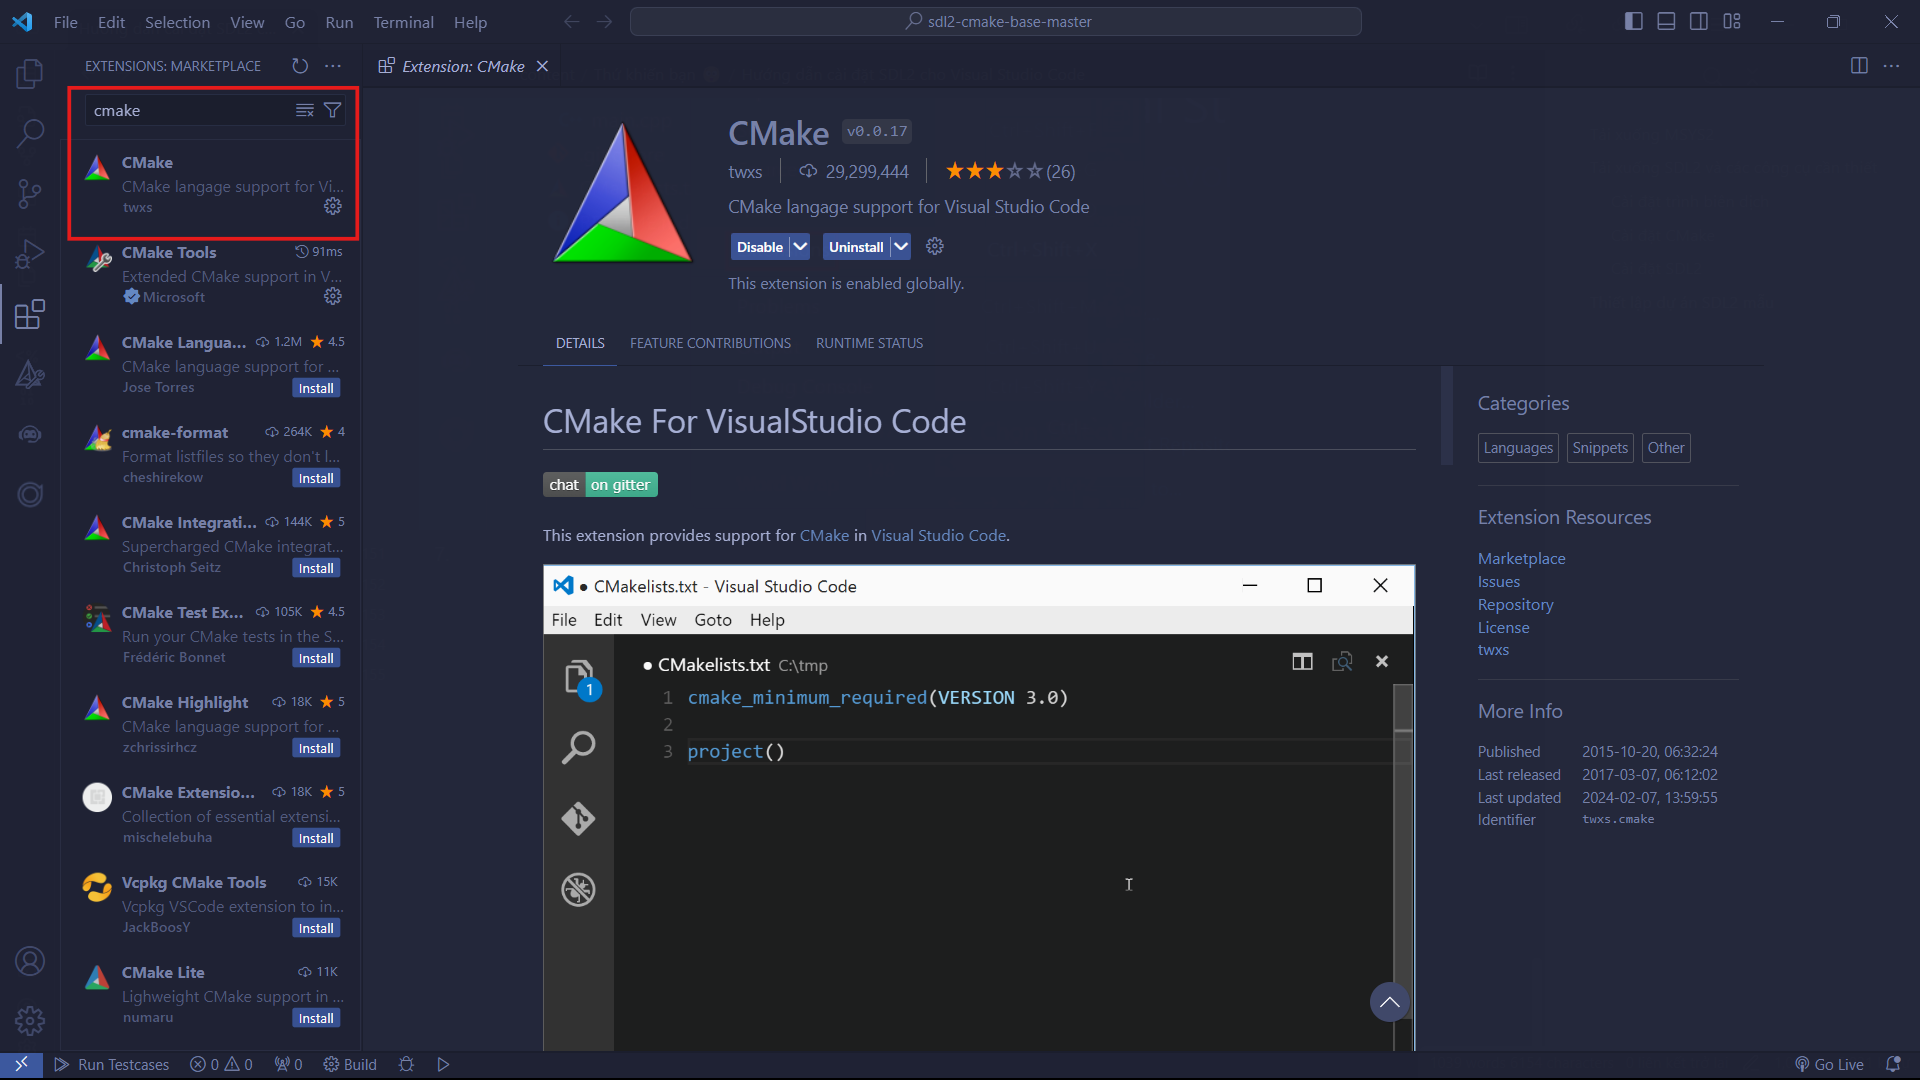 File Edit Selection View Go Run Terminal Help
sdl2-cmake-base-master
EXTENSIONS: MARKETPLACE
Extension: CMake
cmake
CMake
CMake langage support for Vi...
twxs
CMake Tools 91ms
Extended CMake support in V...
Microsoft
CMake Langua... 1.2M 4.5
CMake language support for ...
Jose Torres Install
cmake-format 264K 4
Format listfiles so they don't l...
cheshirekow Install
CMake Integrati... 144K 5
Supercharged CMake integrat...
Christoph Seitz Install
CMake Test Ex... 105K 4.5
Run your CMake tests in the S...
Frédéric Bonnet Install
CMake Highlight 18K 5
CMake language support for ...
zchrissirhcz Install
CMake Extensio... 18K 5
Collection of essential extensi...
mischelebuha Install
Vcpkg CMake Tools 15K
Vcpkg VSCode extension to in...
JackBoosY Install
CMake Lite 11K
Lighweight CMake support in ...
numaru Install
CMake v0.0.17
twxs 29,299,444 (26)
CMake langage support for Visual Studio Code
Disable Uninstall
This extension is enabled globally.
DETAILS FEATURE CONTRIBUTIONS RUNTIME STATUS
CMake For VisualStudio Code
chat on gitter
This extension provides support for CMake in Visual Studio Code.
● CMakelists.txt - Visual Studio Code
File Edit View Goto Help
1
● CMakelists.txt C:\tmp
1 cmake_minimum_required(VERSION 3.0)
2
3 project()
Categories
Languages Snippets Other
Extension Resources
Marketplace
Issues
Repository
License
twxs
More Info
Published 2015-10-20, 06:32:24
Last released 2017-03-07, 06:12:02
Last updated 2024-02-07, 13:59:55
Identifier twxs.cmake
Run Testcases 0 0 0 Build Go Live